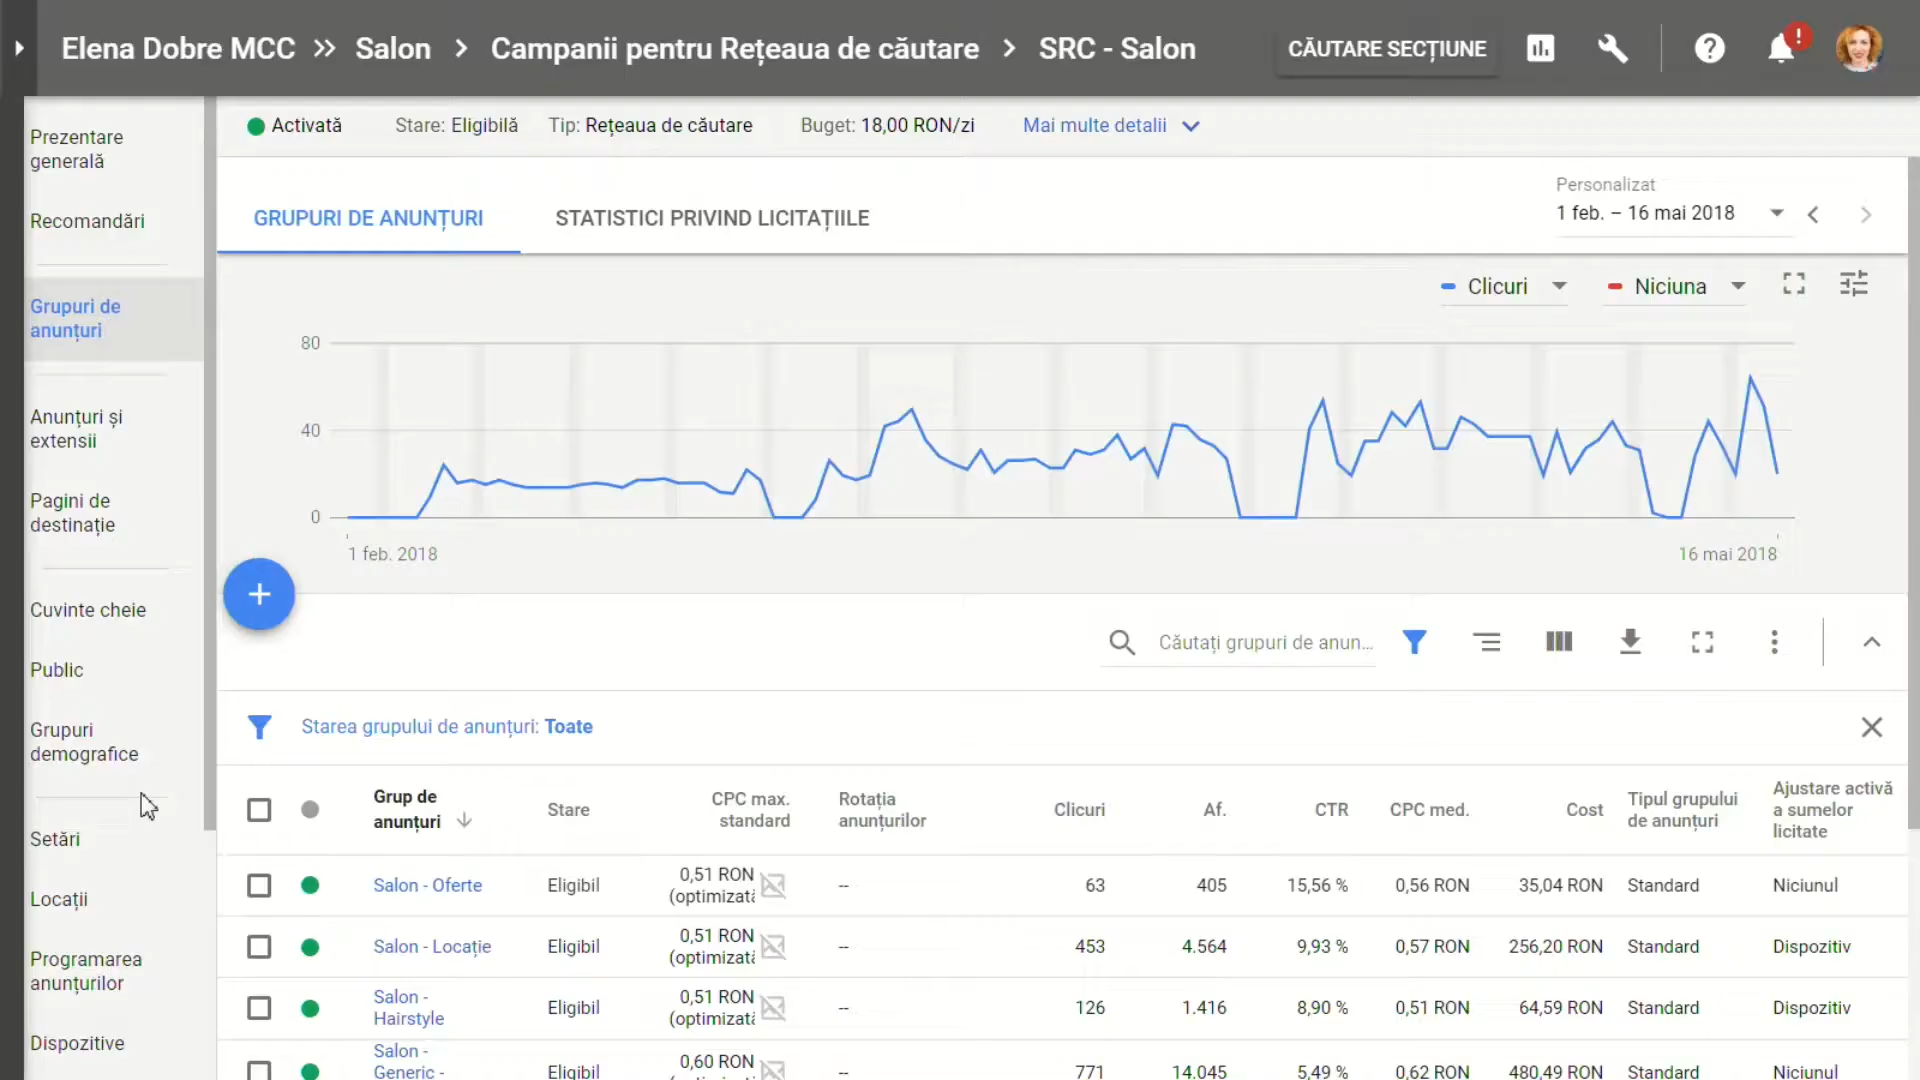 Elena Dobre MCC >> Salon > Campanii pentru Rețeaua de căutare > SRC - Salon
CĂUTARE SECȚIUNE
Activată
Stare: Eligibilă
Tip: Rețeaua de căutare
Buget: 18,00 RON/zi
Mai multe detalii
Prezentare
generală
Recomandări
Grupuri de
anunțuri
Anunțuri și
extensii
Pagini de
destinație
Cuvinte cheie
Public
Grupuri
demografice
Setări
Locații
Programarea
anunțurilor
Dispozitive
GRUPURI DE ANUNȚURI
STATISTICI PRIVIND LICITAȚIILE
Personalizat
1 feb. – 16 mai 2018
Clicuri
Niciuna
80
40
0
1 feb. 2018
16 mai 2018
Căutați grupuri de anun...
Starea grupului de anunțuri: Toate
Grup de
anunțuri
Stare
CPC max.
standard
Rotația
anunțurilor
Clicuri
Af.
CTR
CPC med.
Cost
Tipul grupului
de anunțuri
Ajustare activă
a sumelor
licitate
Salon - Oferte
Eligibil
0,51 RON
(optimizată
--
63
405
15,56 %
0,56 RON
35,04 RON
Standard
Niciunul
Salon - Locație
Eligibil
0,51 RON
(optimizată
--
453
4.564
9,93 %
0,57 RON
256,20 RON
Standard
Dispozitiv
Salon -
Hairstyle
Eligibil
0,51 RON
(optimizată
--
126
1.416
8,90 %
0,51 RON
64,59 RON
Standard
Dispozitiv
Salon -
Generic -
Eligibil
0,60 RON
--
771
14.045
5,49 %
0,62 RON
480,49 RON
Standard
Niciunul